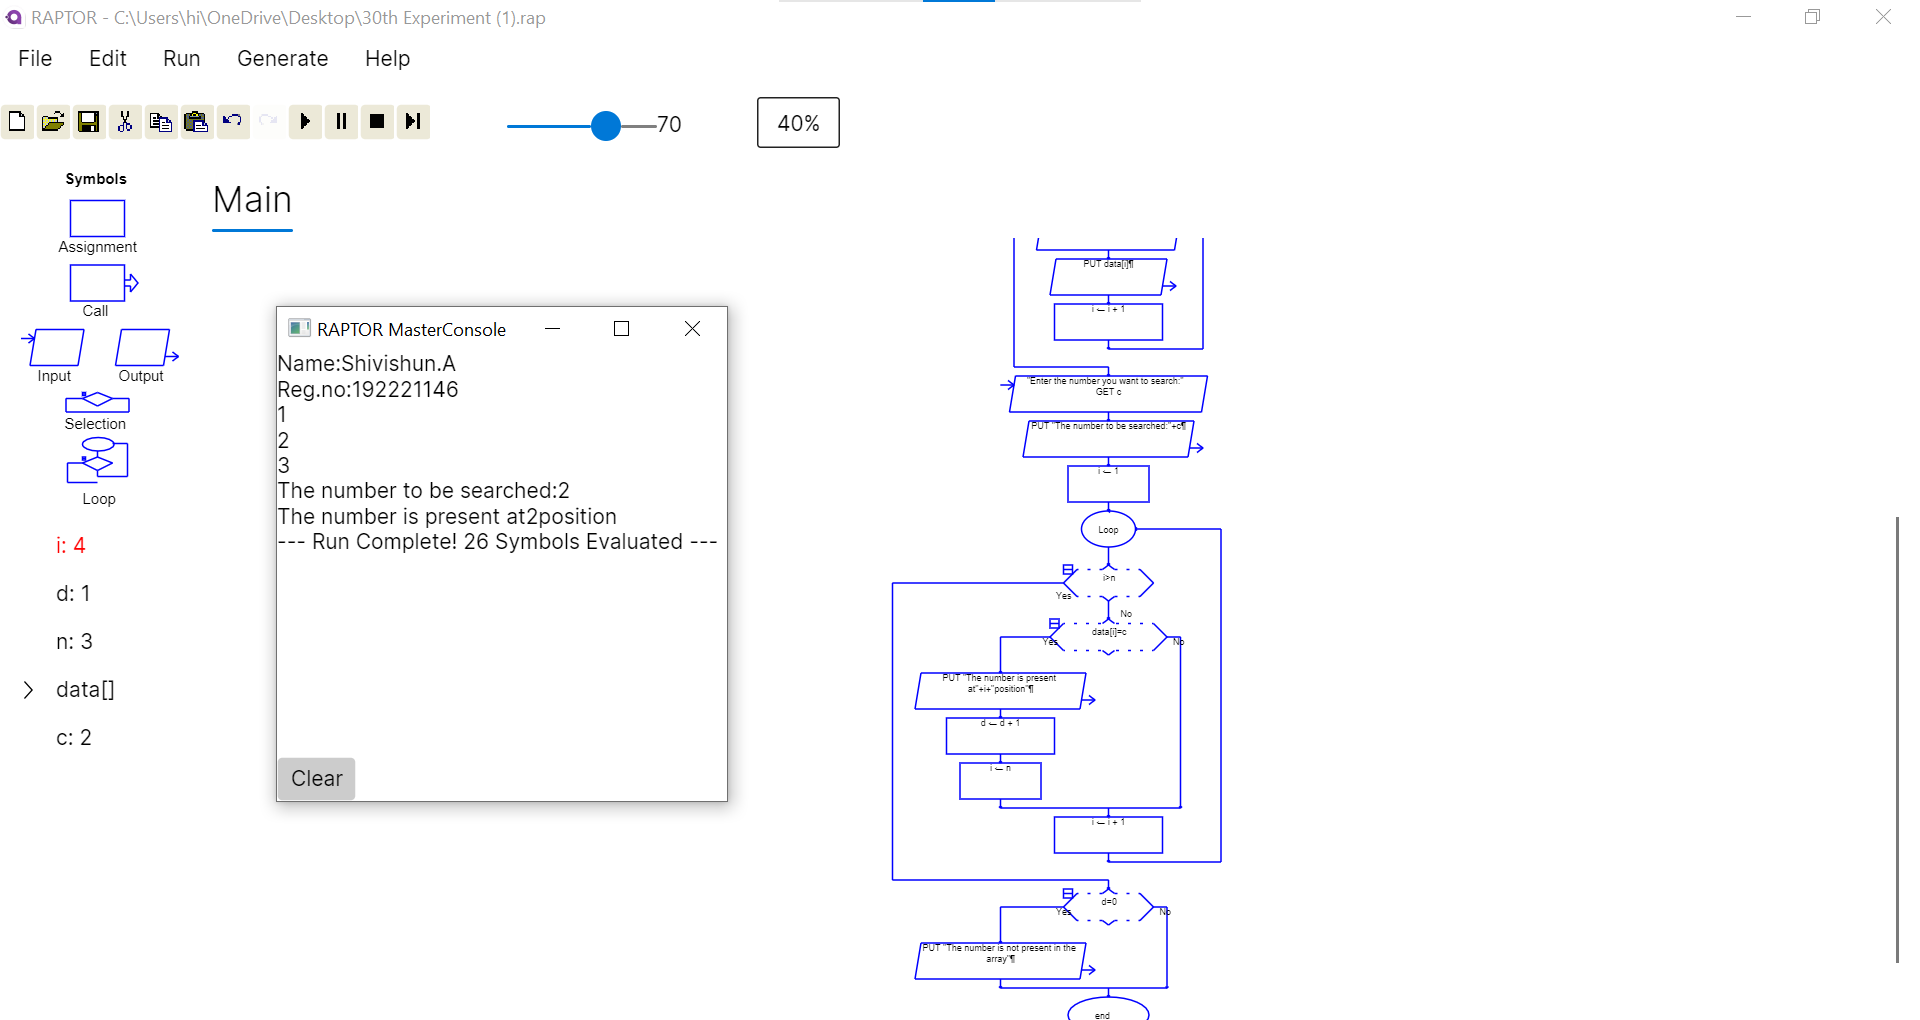 RAPTOR - C:\Users\hi\OneDrive\Desktop\30th Experiment (1).rap
File Edit Run Generate Help
70
40%
Symbols
Assignment
Call
Input Output
Selection
Loop
i: 4
d: 1
n: 3
data[]
c: 2
Main
RAPTOR MasterConsole
Name:Shivishun.A
Reg.no:192221146
1
2
3
The number to be searched:2
The number is present at2position
--- Run Complete! 26 Symbols Evaluated ---
Clear
PUT data[i]¶
i ← i + 1
"Enter the number you want to search:"
GET c
PUT "The number to be searched:"+c¶
i ← 1
Loop
i>n
Yes
No
data[i]=c
Yes
No
PUT "The number is present
at"+i+"position"¶
d ← d + 1
i ← n
i ← i + 1
d=0
Yes
No
PUT "The number is not present in the
array"¶
end